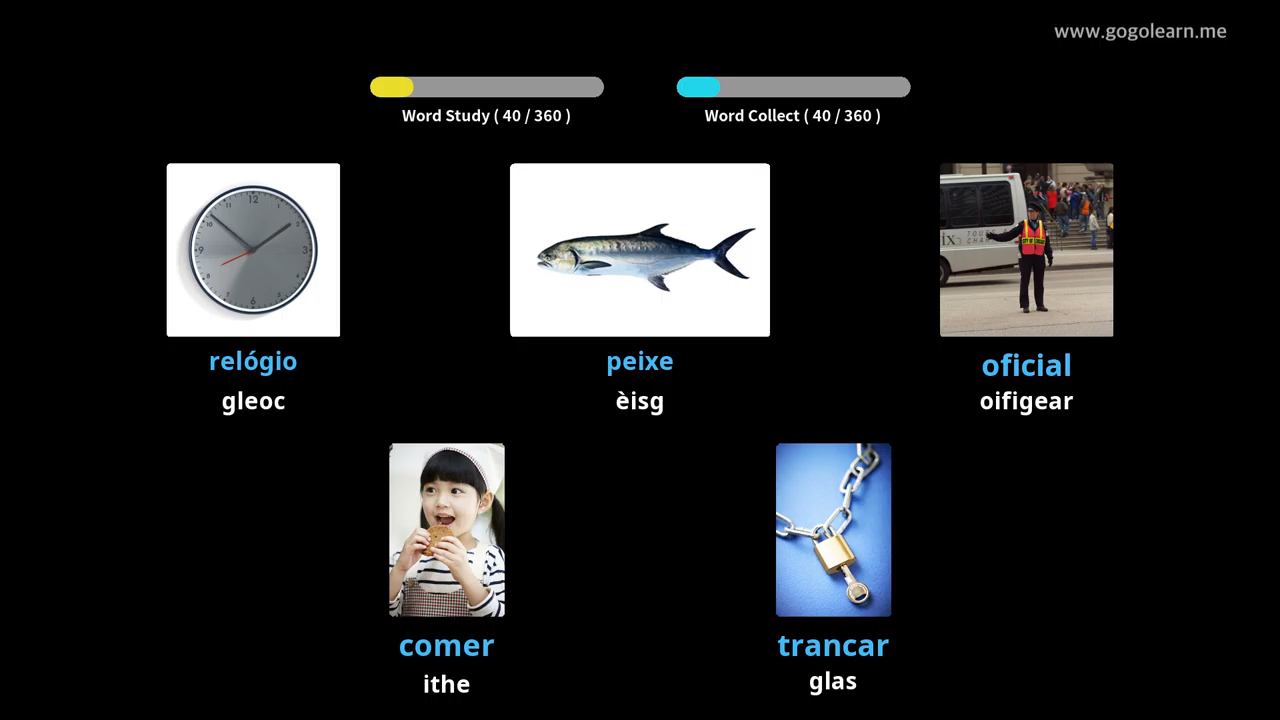 www.gogolearn.me
Word Study ( 40 / 360 )
Word Collect ( 40 / 360 )
relógio
gleoc
peixe
èisg
oficial
oifigear
comer
ithe
trancar
glas